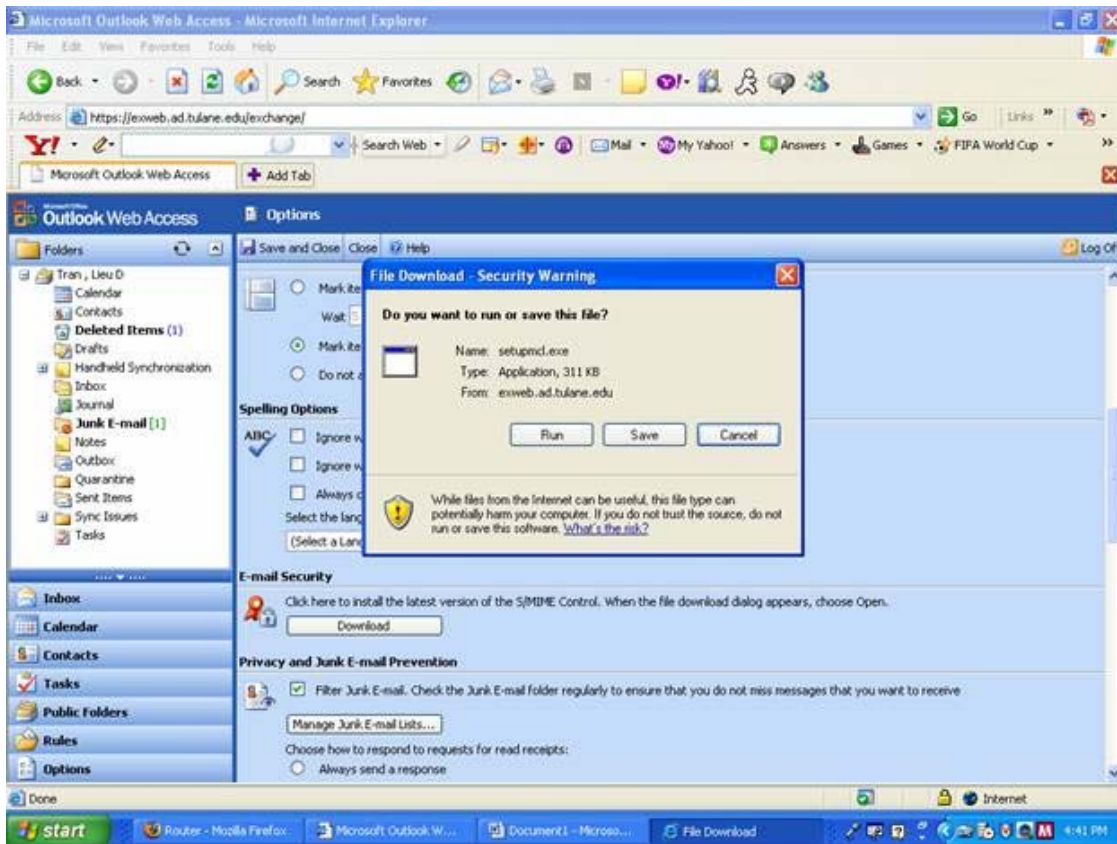 Microsoft Outlook Web Access - Microsoft Internet Explorer
File Edit View Favorites Tools Help
Back Search Favorites
Address https://exweb.ad.tulane.edu/exchange/ Go Links »
Y! Search Web Mail My Yahoo! Answers Games FIFA World Cup »
Microsoft Outlook Web Access Add Tab
Outlook Web Access Options
Folders Save and Close Close Help Log Of
Tran , Lieu D
Calendar
Contacts
Deleted Items (1)
Drafts
Handheld Synchronization
Inbox
Journal
Junk E-mail [1]
Notes
Outbox
Quarantine
Sent Items
Sync Issues
Tasks
Inbox
Calendar
Contacts
Tasks
Public Folders
Rules
Options
Mark ite
Wait 5
Mark ite
Do not a
Spelling Options
ABC Ignore w
Ignore w
Always c
Select the lang
(Select a Lan
File Download - Security Warning
Do you want to run or save this file?
Name: setupmcl.exe
Type: Application, 311 KB
From: exweb.ad.tulane.edu
Run Save Cancel
While files from the Internet can be useful, this file type can
potentially harm your computer. If you do not trust the source, do not
run or save this software. What's the risk?
E-mail Security
Click here to install the latest version of the S/MIME Control. When the file download dialog appears, choose Open.
Download
Privacy and Junk E-mail Prevention
Filter Junk E-mail. Check the Junk E-mail folder regularly to ensure that you do not miss messages that you want to receive
Manage Junk E-mail Lists...
Choose how to respond to requests for read receipts:
Always send a response
Done Internet
start Router - Mozilla Firefox Microsoft Outlook W... Document1 - Microso... File Download 4:41 PM